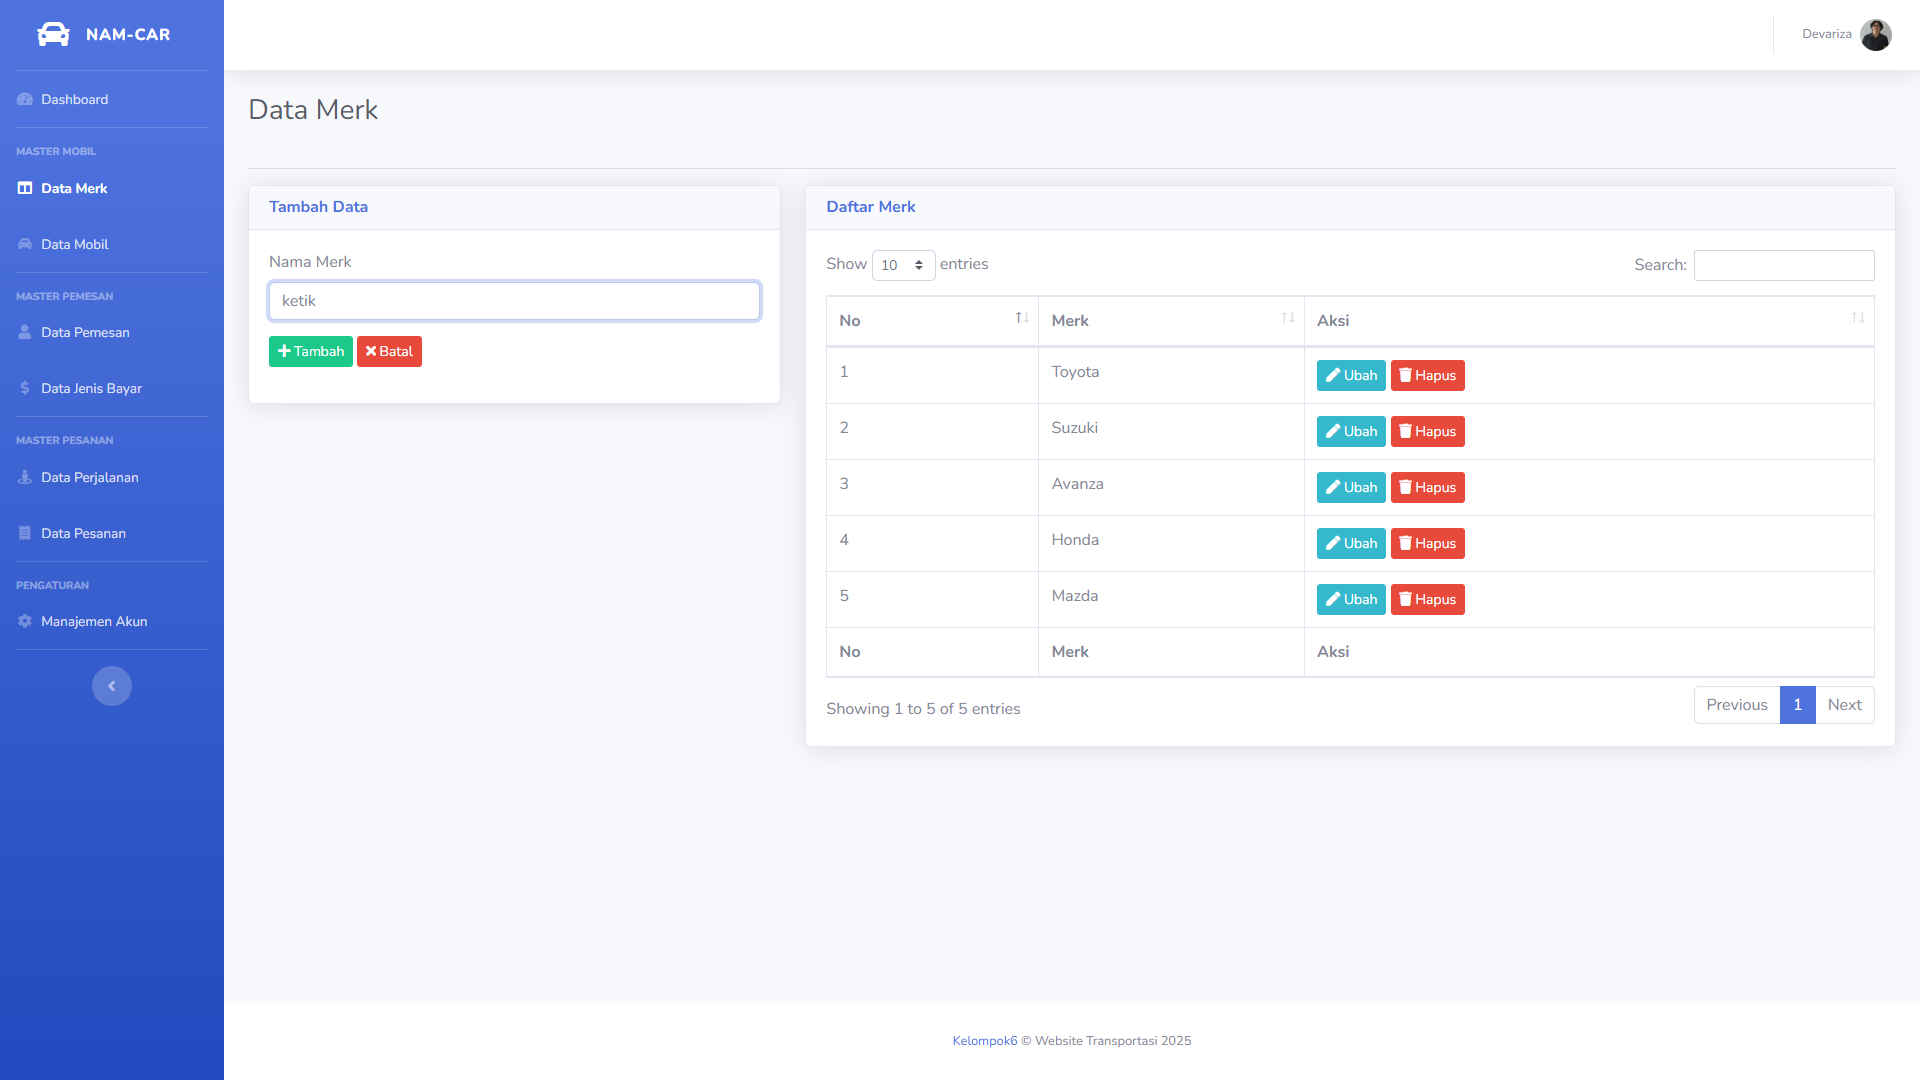 NAM-CAR
Devariza
Dashboard
MASTER MOBIL
Data Merk
Data Mobil
MASTER PEMESAN
Data Pemesan
Data Jenis Bayar
MASTER PESANAN
Data Perjalanan
Data Pesanan
PENGATURAN
Manajemen Akun
Data Merk
Tambah Data
Nama Merk
ketik
Tambah Batal
Daftar Merk
Show 10 entries Search:
No Merk Aksi
1 Toyota Ubah Hapus
2 Suzuki Ubah Hapus
3 Avanza Ubah Hapus
4 Honda Ubah Hapus
5 Mazda Ubah Hapus
No Merk Aksi
Showing 1 to 5 of 5 entries Previous 1 Next
Kelompok6 © Website Transportasi 2025